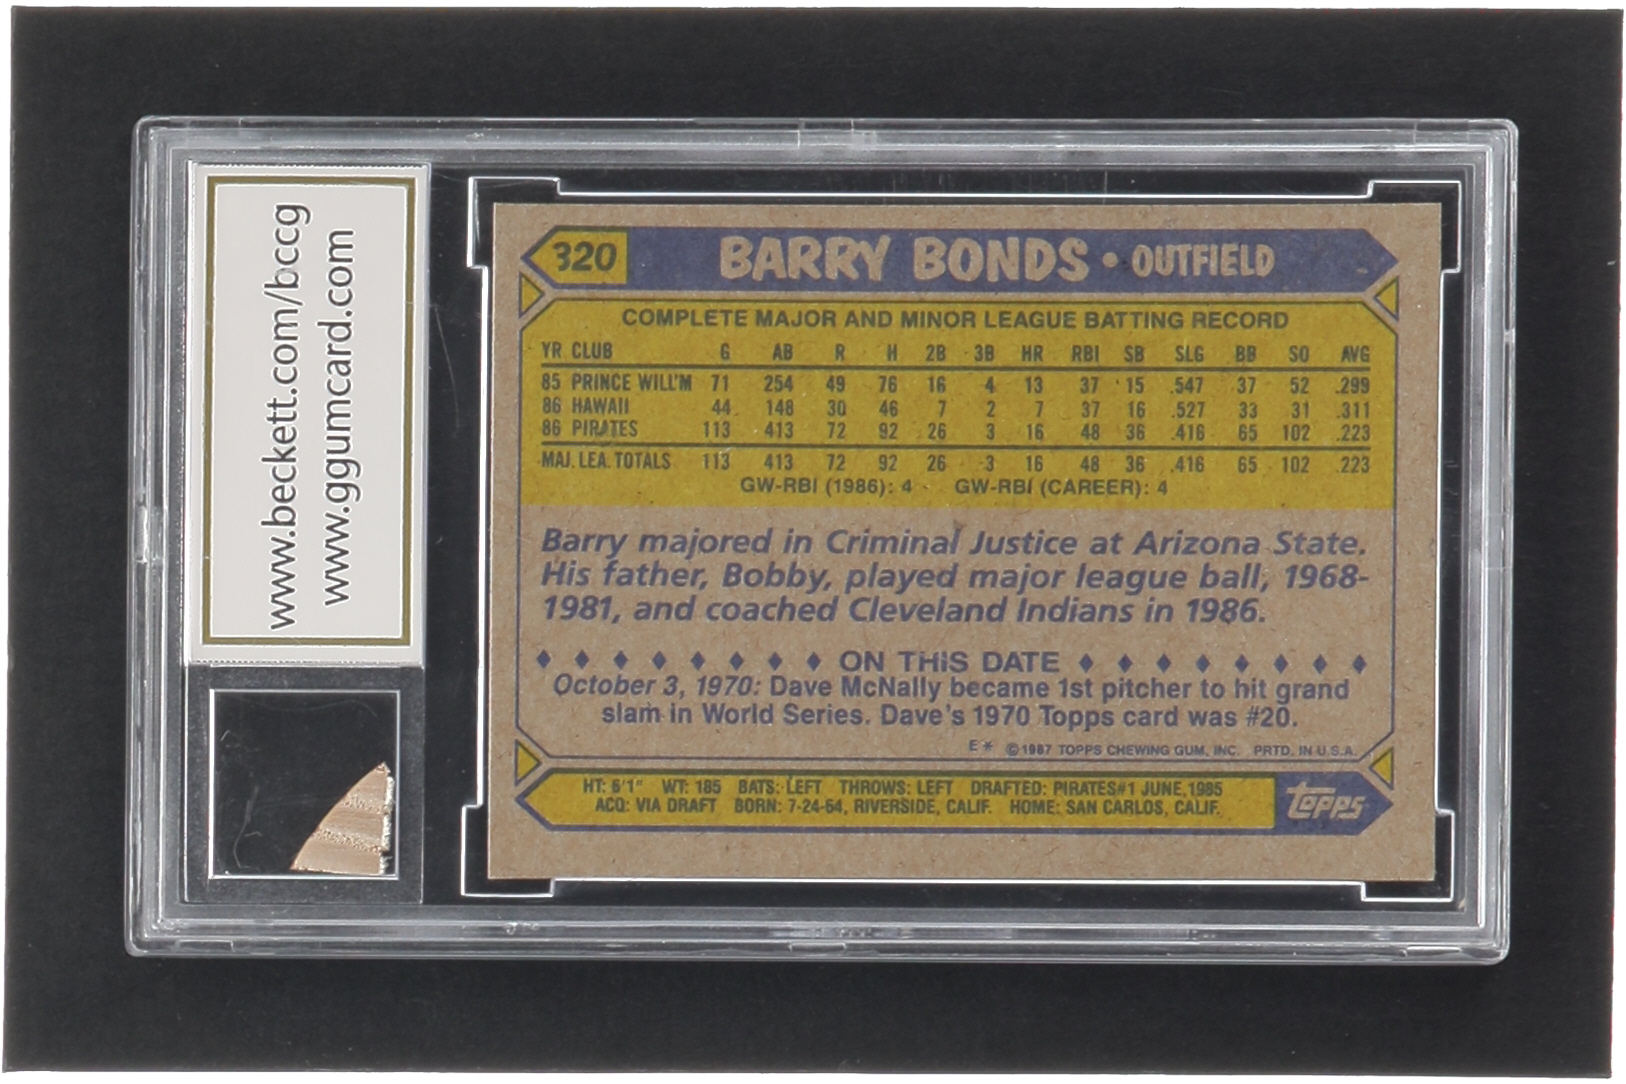 www.beckett.com/bccg
www.ggumcard.com
320 BARRY BONDS • OUTFIELD
COMPLETE MAJOR AND MINOR LEAGUE BATTING RECORD
YR CLUB G AB R H 2B 3B HR RBI SB SLG BB SO AVG
85 PRINCE WILL'M 71 254 49 76 16 4 13 37 15 .547 37 52 .299
86 HAWAII 44 148 30 46 7 2 7 37 16 .527 33 31 .311
86 PIRATES 113 413 72 92 26 3 16 48 36 .416 65 102 .223
MAJ. LEA. TOTALS 113 413 72 92 26 3 16 48 36 .416 65 102 .223
GW-RBI (1986): 4 GW-RBI (CAREER): 4
Barry majored in Criminal Justice at Arizona State.
His father, Bobby, played major league ball, 1968-
1981, and coached Cleveland Indians in 1986.
♦ ♦ ♦ ♦ ♦ ♦ ♦ ♦ ON THIS DATE ♦ ♦ ♦ ♦ ♦ ♦ ♦ ♦
October 3, 1970: Dave McNally became 1st pitcher to hit grand
slam in World Series. Dave's 1970 Topps card was #20.
E* ©1987 TOPPS CHEWING GUM, INC. PRTD. IN U.S.A.
HT: 6'1" WT: 185 BATS: LEFT THROWS: LEFT DRAFTED: PIRATES#1 JUNE, 1985
ACQ: VIA DRAFT BORN: 7-24-64, RIVERSIDE, CALIF. HOME: SAN CARLOS, CALIF.
topps